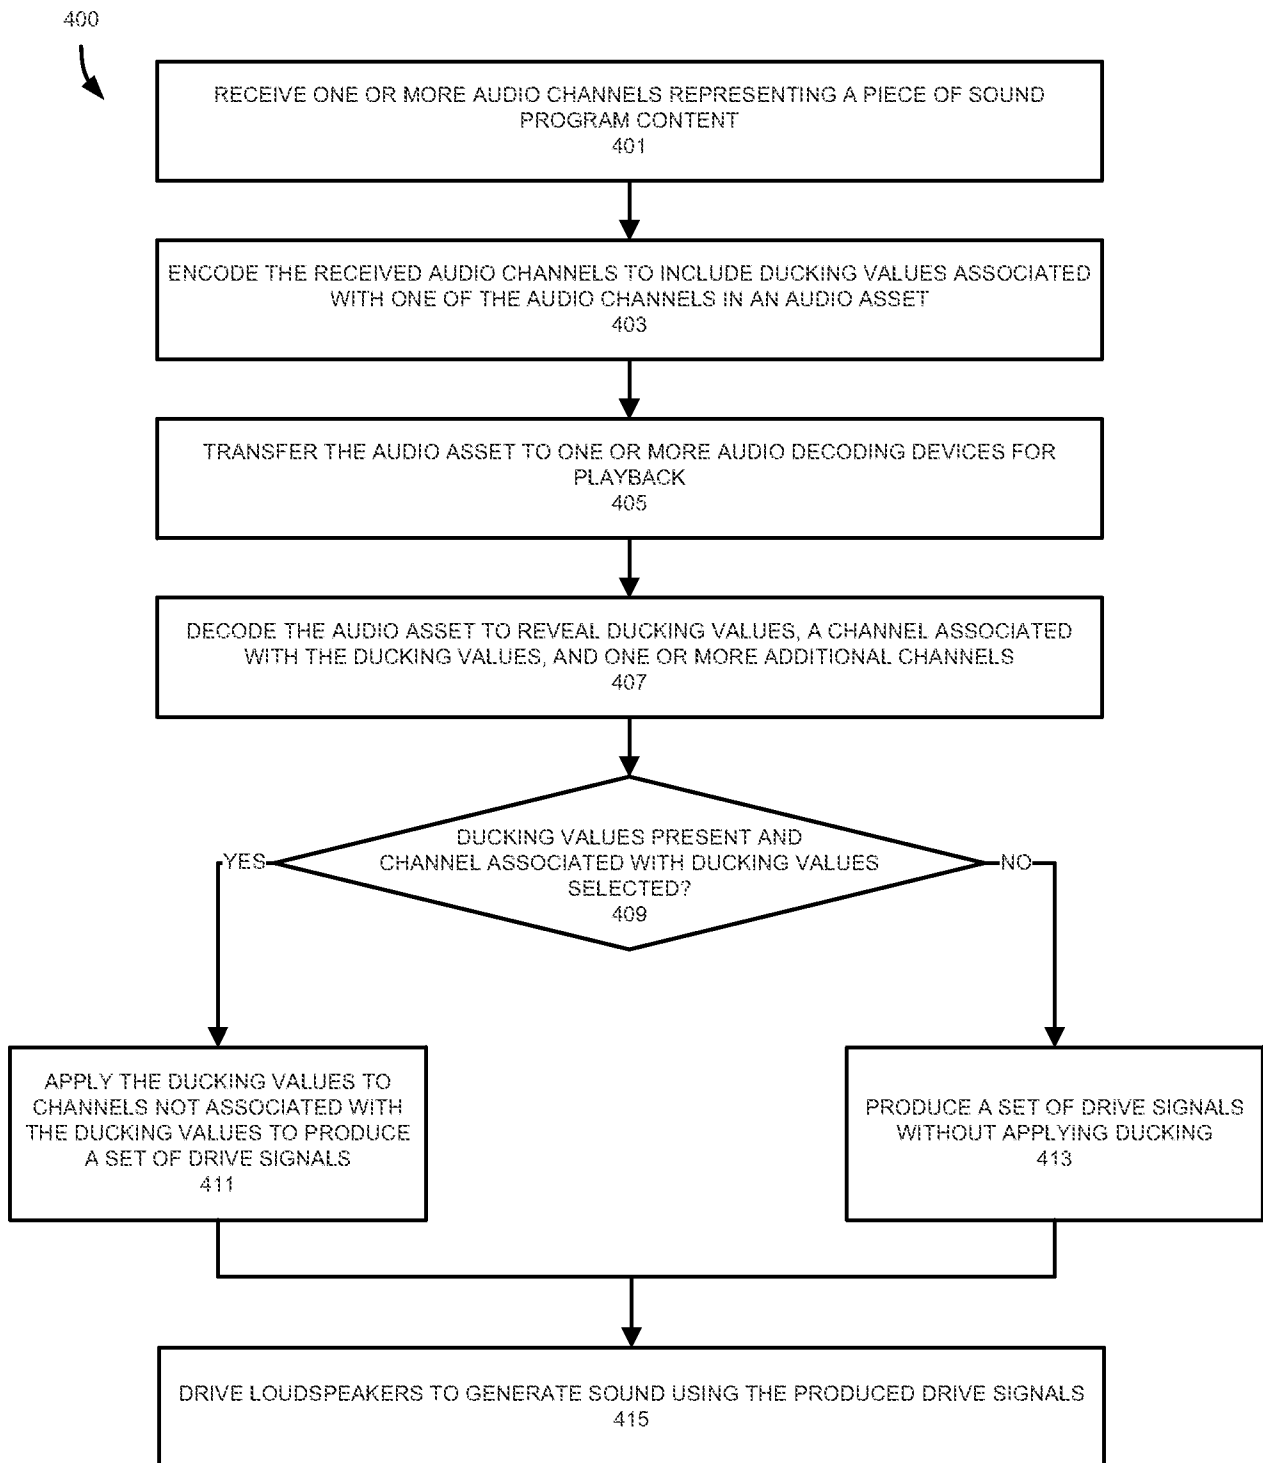 400
RECEIVE ONE OR MORE AUDIO CHANNELS REPRESENTING A PIECE OF SOUND
PROGRAM CONTENT
401
ENCODE THE RECEIVED AUDIO CHANNELS TO INCLUDE DUCKING VALUES ASSOCIATED
WITH ONE OF THE AUDIO CHANNELS IN AN AUDIO ASSET
403
TRANSFER THE AUDIO ASSET TO ONE OR MORE AUDIO DECODING DEVICES FOR
PLAYBACK
405
DECODE THE AUDIO ASSET TO REVEAL DUCKING VALUES, A CHANNEL ASSOCIATED
WITH THE DUCKING VALUES, AND ONE OR MORE ADDITIONAL CHANNELS
407
DUCKING VALUES PRESENT AND
CHANNEL ASSOCIATED WITH DUCKING VALUES
SELECTED?
409
YES
NO
APPLY THE DUCKING VALUES TO
CHANNELS NOT ASSOCIATED WITH
THE DUCKING VALUES TO PRODUCE
A SET OF DRIVE SIGNALS
411
PRODUCE A SET OF DRIVE SIGNALS
WITHOUT APPLYING DUCKING
413
DRIVE LOUDSPEAKERS TO GENERATE SOUND USING THE PRODUCED DRIVE SIGNALS
415